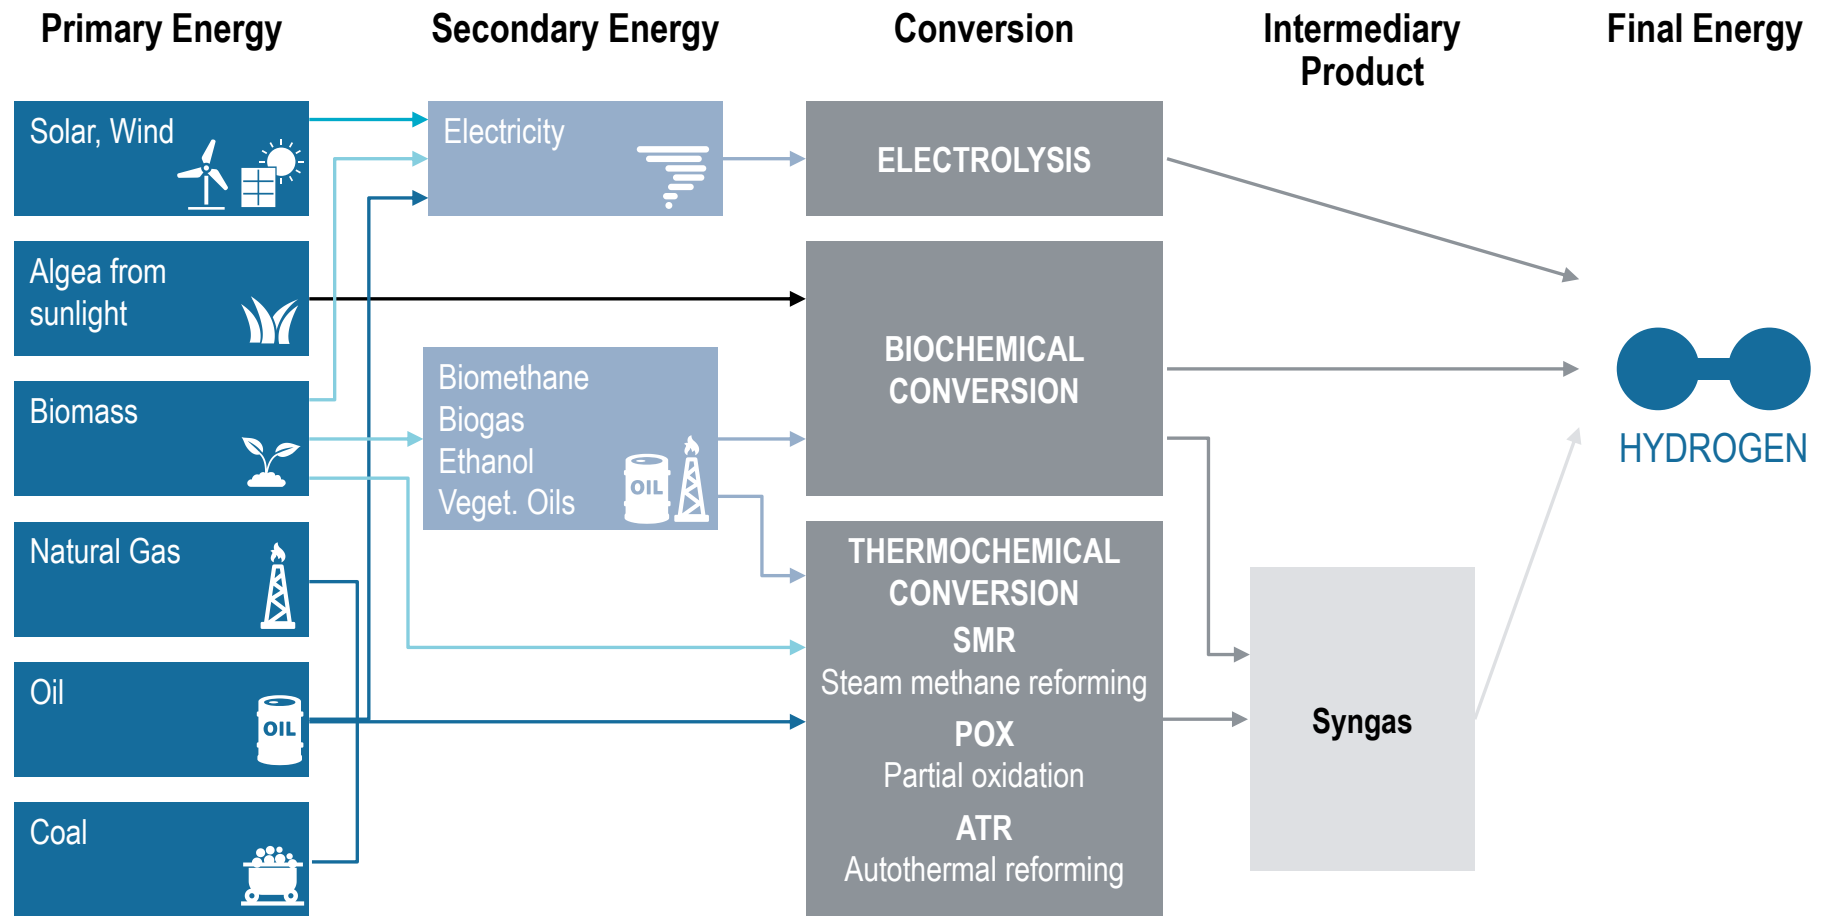 Primary Energy
Secondary Energy
Conversion
Intermediary
Product
Final Energy
Solar, Wind
Electricity
ELECTROLYSIS
Algea from
sunlight
BIOCHEMICAL
CONVERSION
Biomass
Biomethane
Biogas
Ethanol
Veget. Oils
OIL
HYDROGEN
Natural Gas
THERMOCHEMICAL
CONVERSION
SMR
Steam methane reforming
POX
Partial oxidation
ATR
Autothermal reforming
Syngas
Oil
OIL
Coal